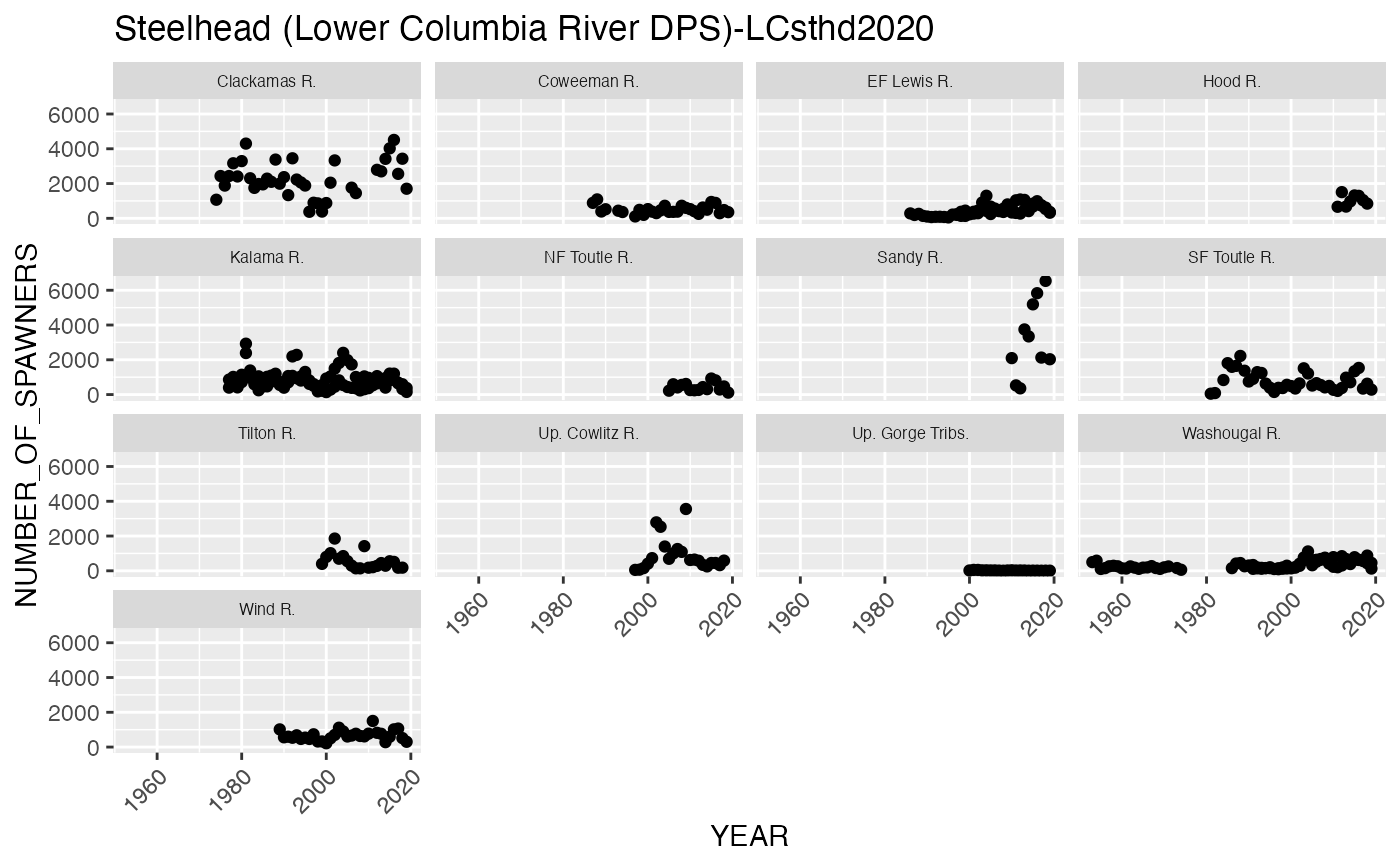 Steelhead (Lower Columbia River DPS)-LCsthd2020
Clackamas R. Coweeman R. EF Lewis R. Hood R.
6000
4000
2000
0
Kalama R. NF Toutle R. Sandy R. SF Toutle R.
6000
4000
2000
0
Tilton R. Up. Cowlitz R. Up. Gorge Tribs. Washougal R.
6000
4000
2000
0
1960 1980 2000 2020 1960 1980 2000 2020 1960 1980 2000 2020
Wind R.
6000
4000
2000
0
1960 1980 2000 2020
NUMBER_OF_SPAWNERS
YEAR